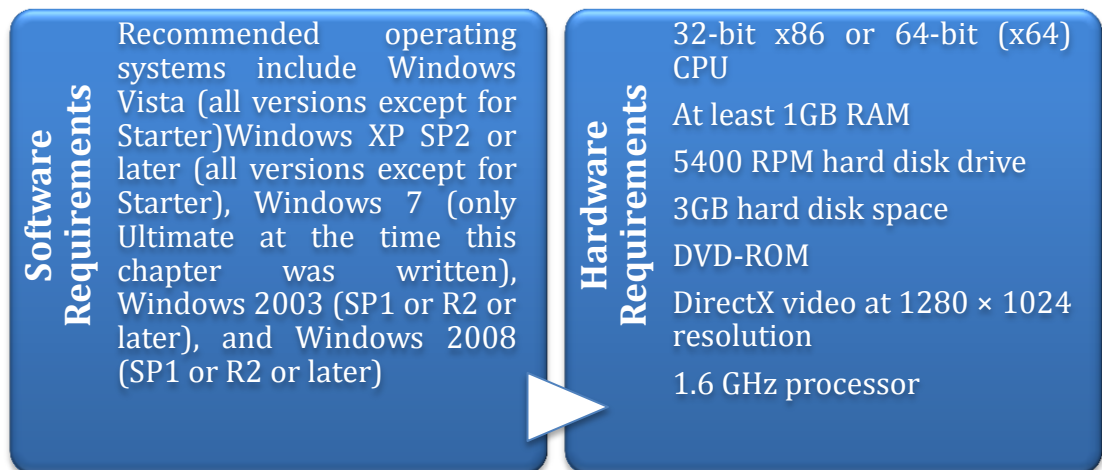 Software
Requirements
Recommended operating
systems include Windows
Vista (all versions except for
Starter)Windows XP SP2 or
later (all versions except for
Starter), Windows 7 (only
Ultimate at the time this
chapter was written),
Windows 2003 (SP1 or R2 or
later), and Windows 2008
(SP1 or R2 or later)
Hardware
Requirements
32-bit x86 or 64-bit (x64)
CPU
At least 1GB RAM
5400 RPM hard disk drive
3GB hard disk space
DVD-ROM
DirectX video at 1280 × 1024
resolution
1.6 GHz processor